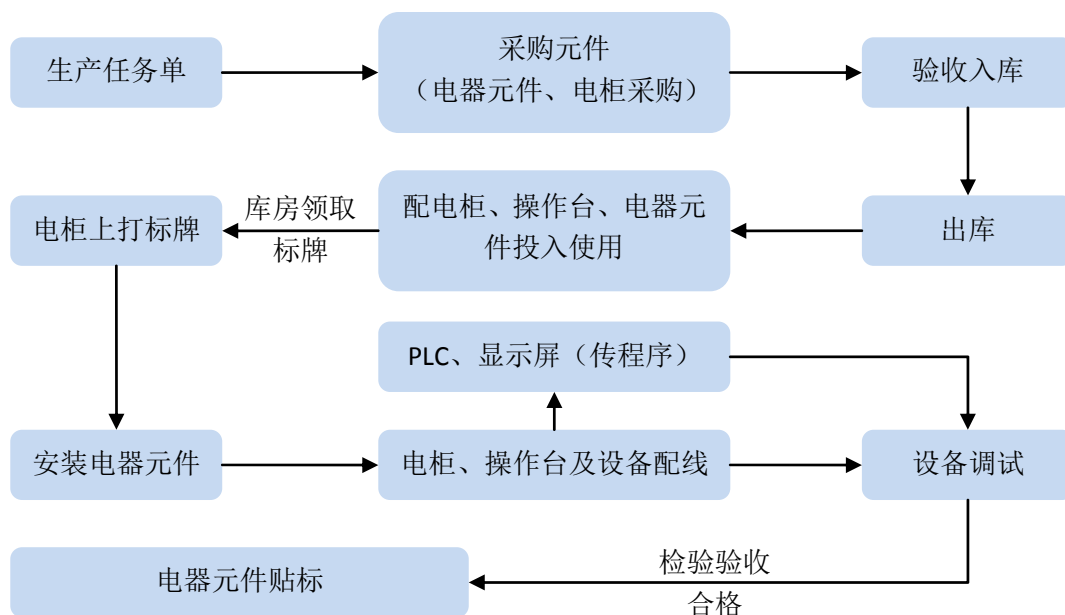 生产任务单
采购元件
（电器元件、电柜采购）
验收入库
电柜上打标牌
库房领取
标牌
配电柜、操作台、电器元
件投入使用
出库
PLC、显示屏（传程序）
安装电器元件
电柜、操作台及设备配线
设备调试
电器元件贴标
检验验收
合格